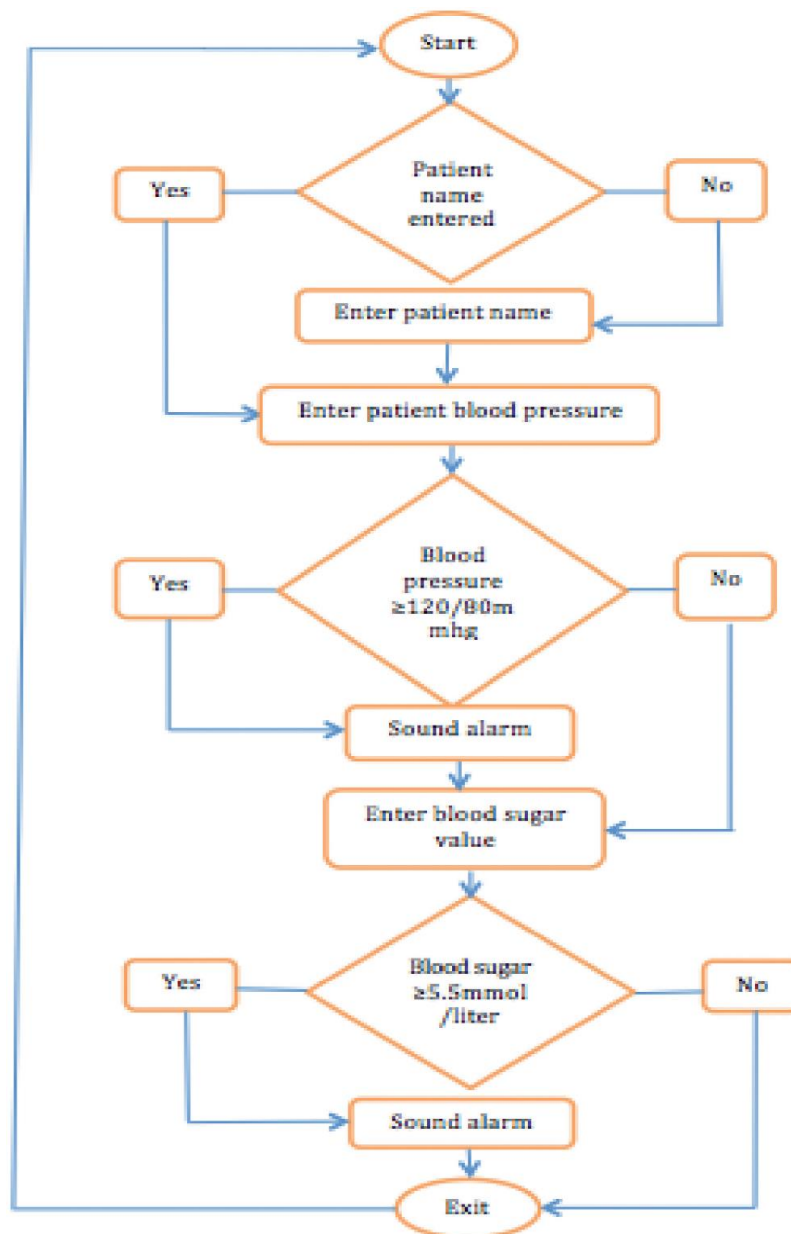 Start
Patient
name
entered
Yes
No
Enter patient name
Enter patient blood pressure
Blood
pressure
≥120/80m
mhg
Yes
No
Sound alarm
Enter blood sugar
value
Blood sugar
≥5.5mmol
/liter
Yes
No
Sound alarm
Exit